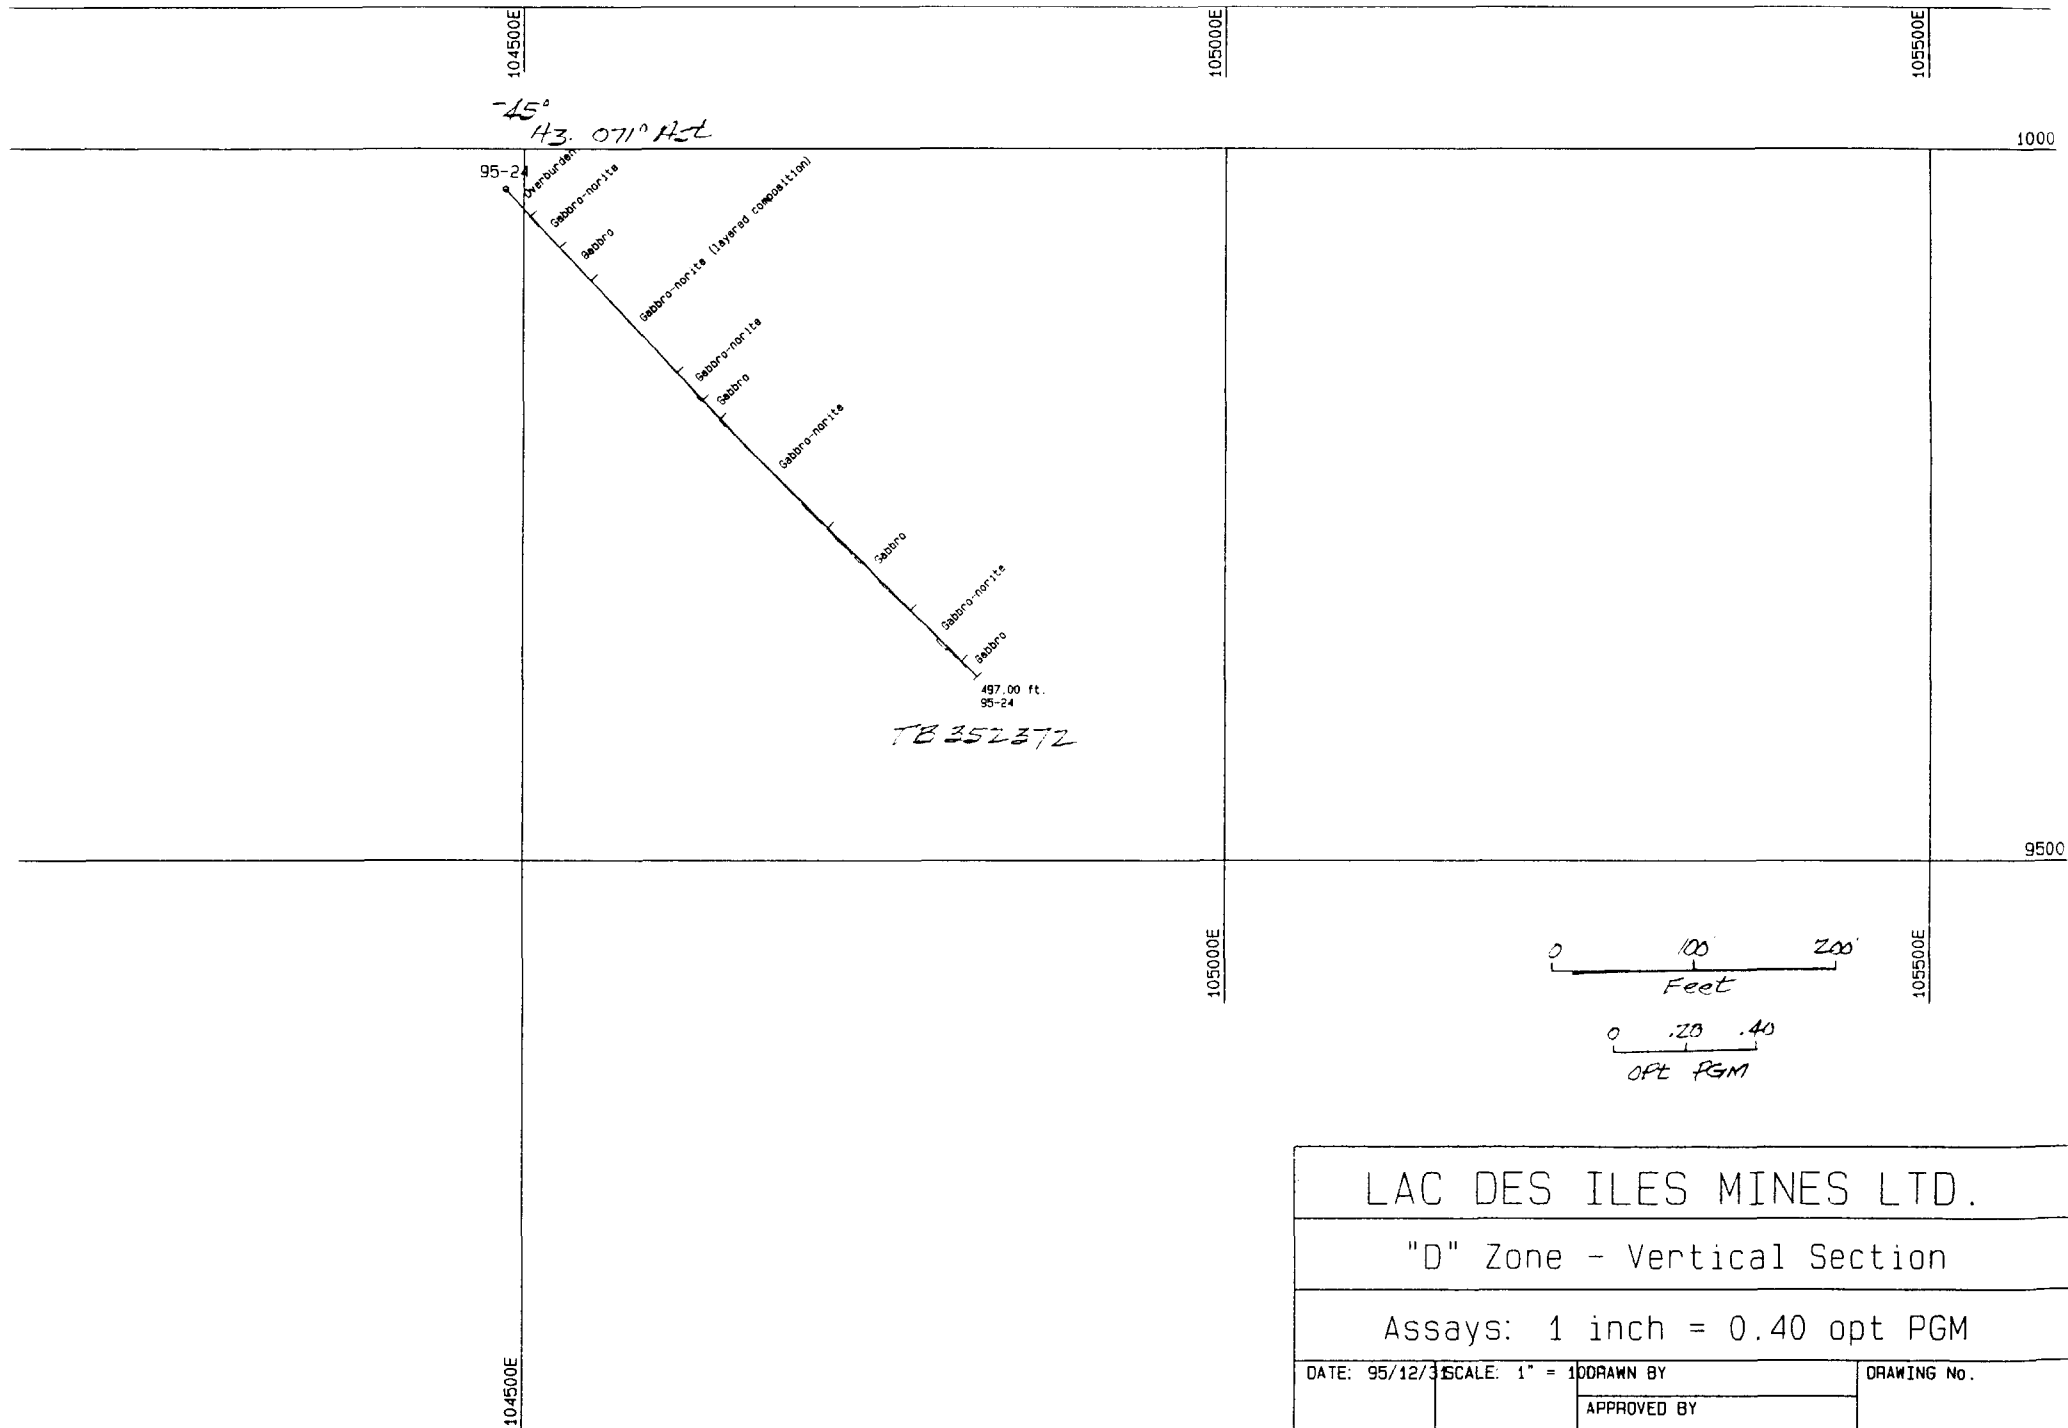 104500E
105000E
105500E
-45°
Az. 071° Ast
1000
95-24
Overburden
Gabbro-norite
Gabbro
Gabbro-norite (layered composition)
Gabbro-norite
Gabbro
Gabbro-norite
Gabbro
Gabbro-norite
Gabbro
497.00 ft.
95-24
TB 352372
9500
105000E
105500E
0 100' 200'
Feet
0 .20 .40
OPt PGM
LAC DES ILES MINES LTD.
"D" Zone - Vertical Section
Assays: 1 inch = 0.40 opt PGM
DATE: 95/12/31 SCALE: 1" = 100 DRAWN BY DRAWING No.
APPROVED BY
104500E